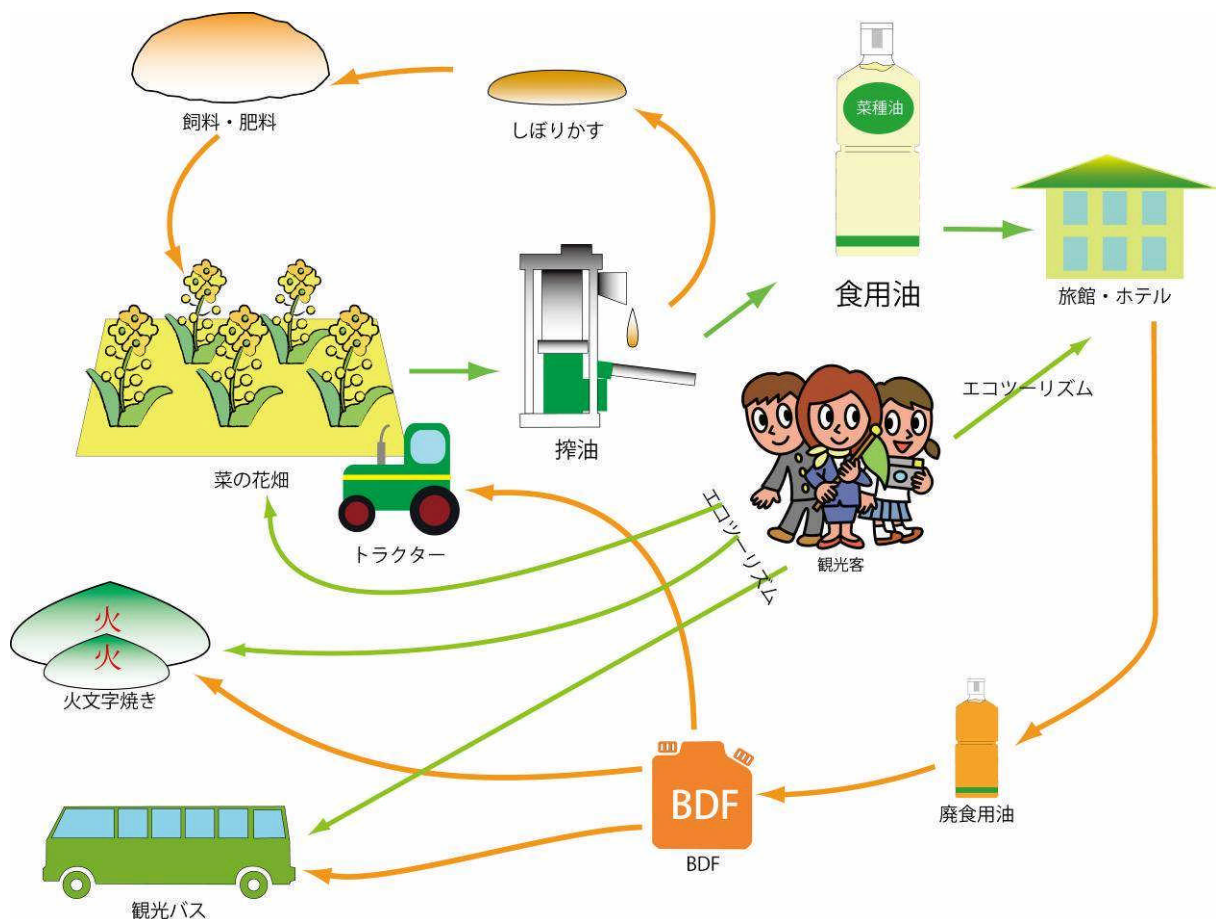 飼料・肥料
しぼりかす
菜種油
食用油
旅館・ホテル
エコツーリズム
搾油
菜の花畑
トラクター
エコツーリズム
観光客
火
火
火文字焼き
廃食用油
BDF
BDF
観光バス